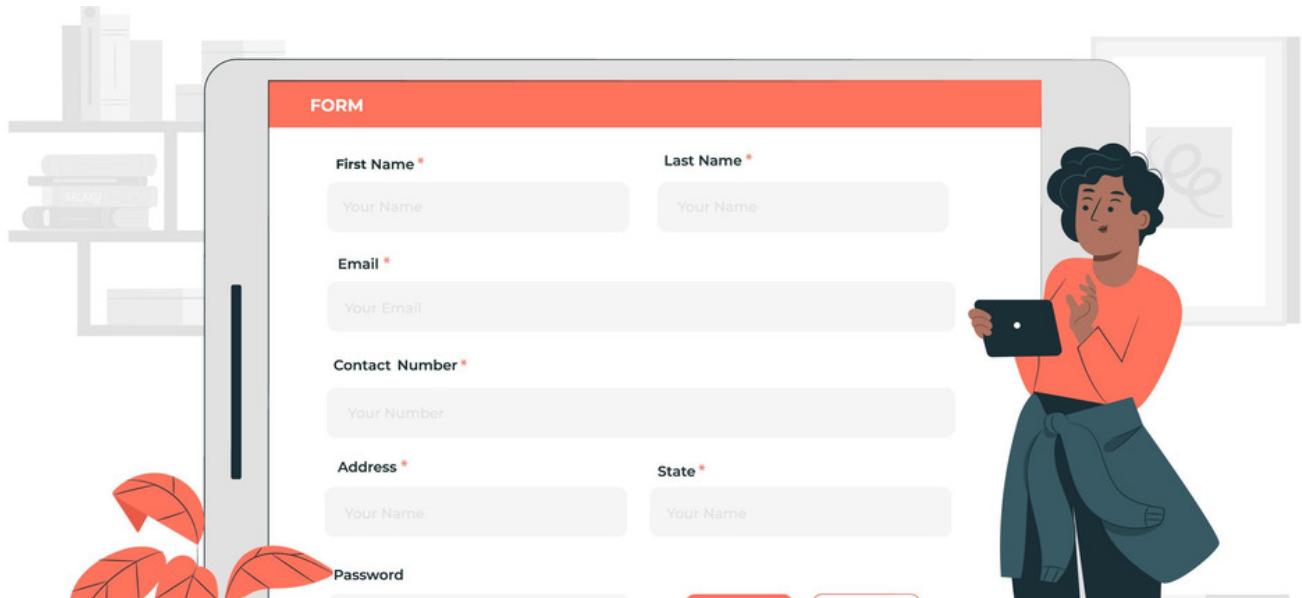 FORM
First Name *
Last Name *
Your Name
Your Name
Email *
Your Email
Contact Number *
Your Number
Address *
State *
Your Name
Your Name
Password